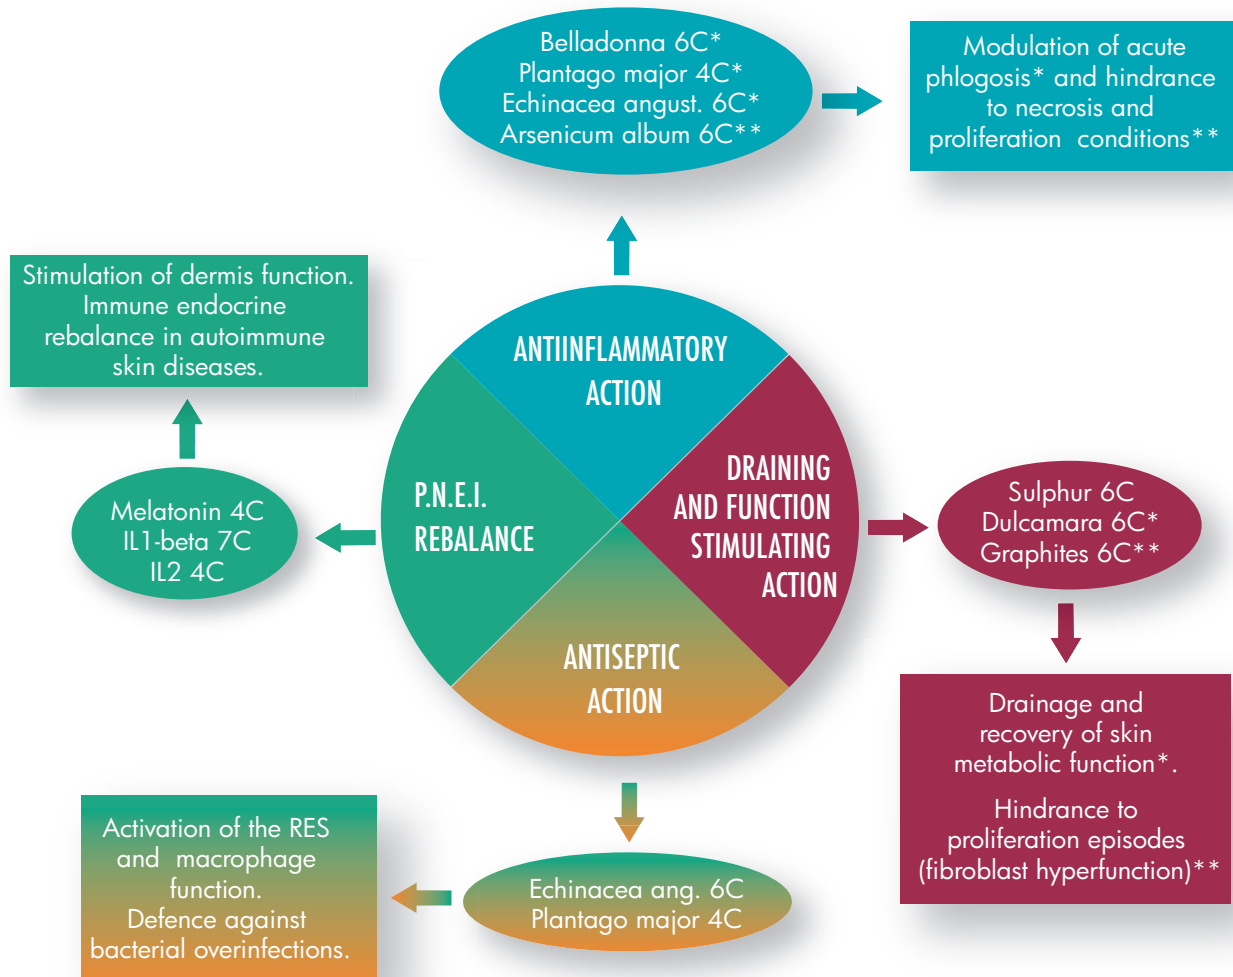 Belladonna 6C*
Plantago major 4C*
Echinacea angust. 6C*
Arsenicum album 6C**
Modulation of acute
phlogosis* and hindrance
to necrosis and
proliferation conditions**
Stimulation of dermis function.
Immune endocrine
rebalance in autoimmune
skin diseases.
ANTIINFLAMMATORY
ACTION
Melatonin 4C
IL1-beta 7C
IL2 4C
P.N.E.I.
REBALANCE
DRAINING
AND FUNCTION
STIMULATING
ACTION
Sulphur 6C
Dulcamara 6C*
Graphites 6C**
ANTISEPTIC
ACTION
Drainage and
recovery of skin
metabolic function*.
Hindrance to
proliferation episodes
(fibroblast hyperfunction)**
Activation of the RES
and macrophage
function.
Defence against
bacterial overinfections.
Echinacea ang. 6C
Plantago major 4C